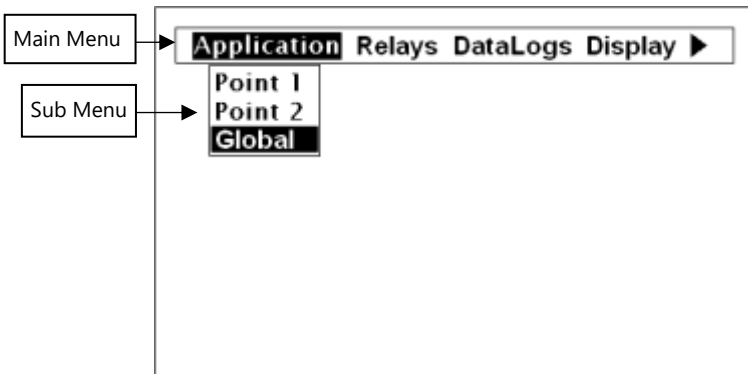 Main Menu
Application Relays DataLogs Display ▶
Point 1
Sub Menu
Point 2
Global